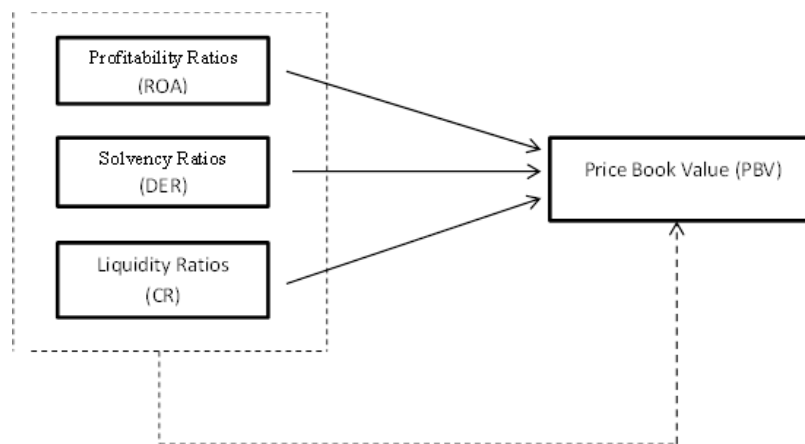 Profitability Ratios
(ROA)
Solvency Ratios
(DER)
Price Book Value (PBV)
Liquidity Ratios
(CR)